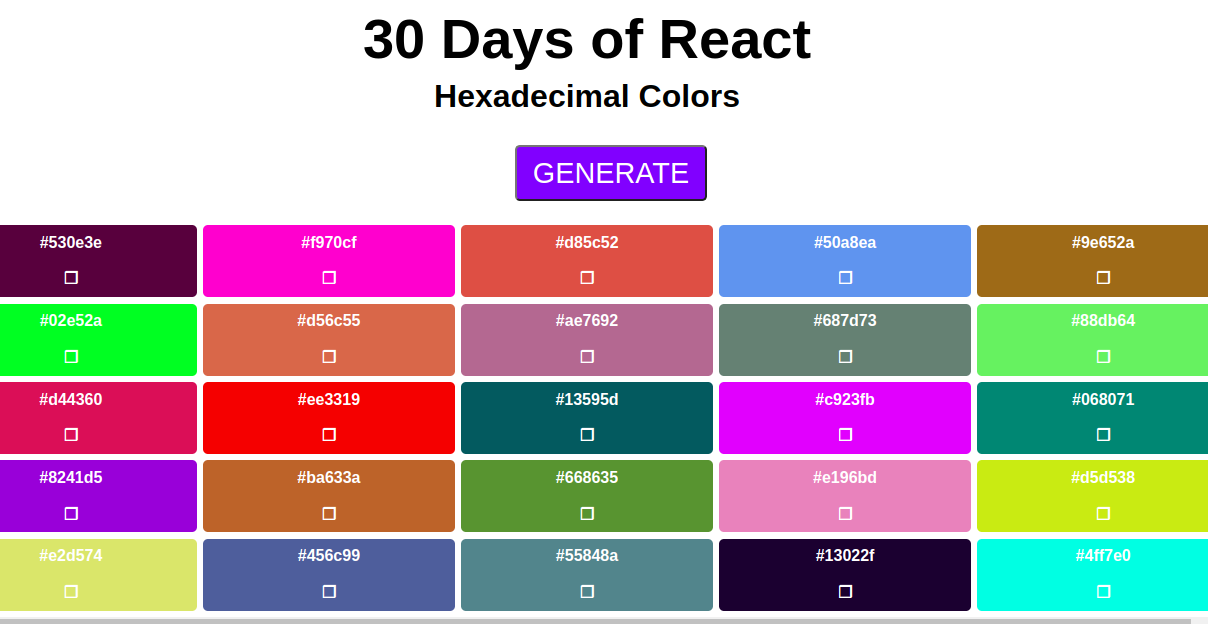 30 Days of React
Hexadecimal Colors
GENERATE
#530e3e #f970cf #d85c52 #50a8ea #9e652a
❐ ❐ ❐ ❐ ❐
#02e52a #d56c55 #ae7692 #687d73 #88db64
❐ ❐ ❐ ❐ ❐
#d44360 #ee3319 #13595d #c923fb #068071
❐ ❐ ❐ ❐ ❐
#8241d5 #ba633a #668635 #e196bd #d5d538
❐ ❐ ❐ ❐ ❐
#e2d574 #456c99 #55848a #13022f #4ff7e0
❐ ❐ ❐ ❐ ❐